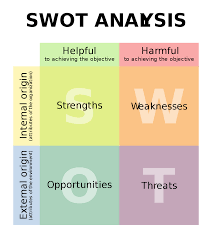 SWOT ANALYSIS
Helpful
to achieving the objective
Harmful
to achieving the objective
Internal origin
(attributes of the organization)
S
Strengths
W
Weaknesses
External origin
(attributes of the environment)
O
Opportunities
T
Threats